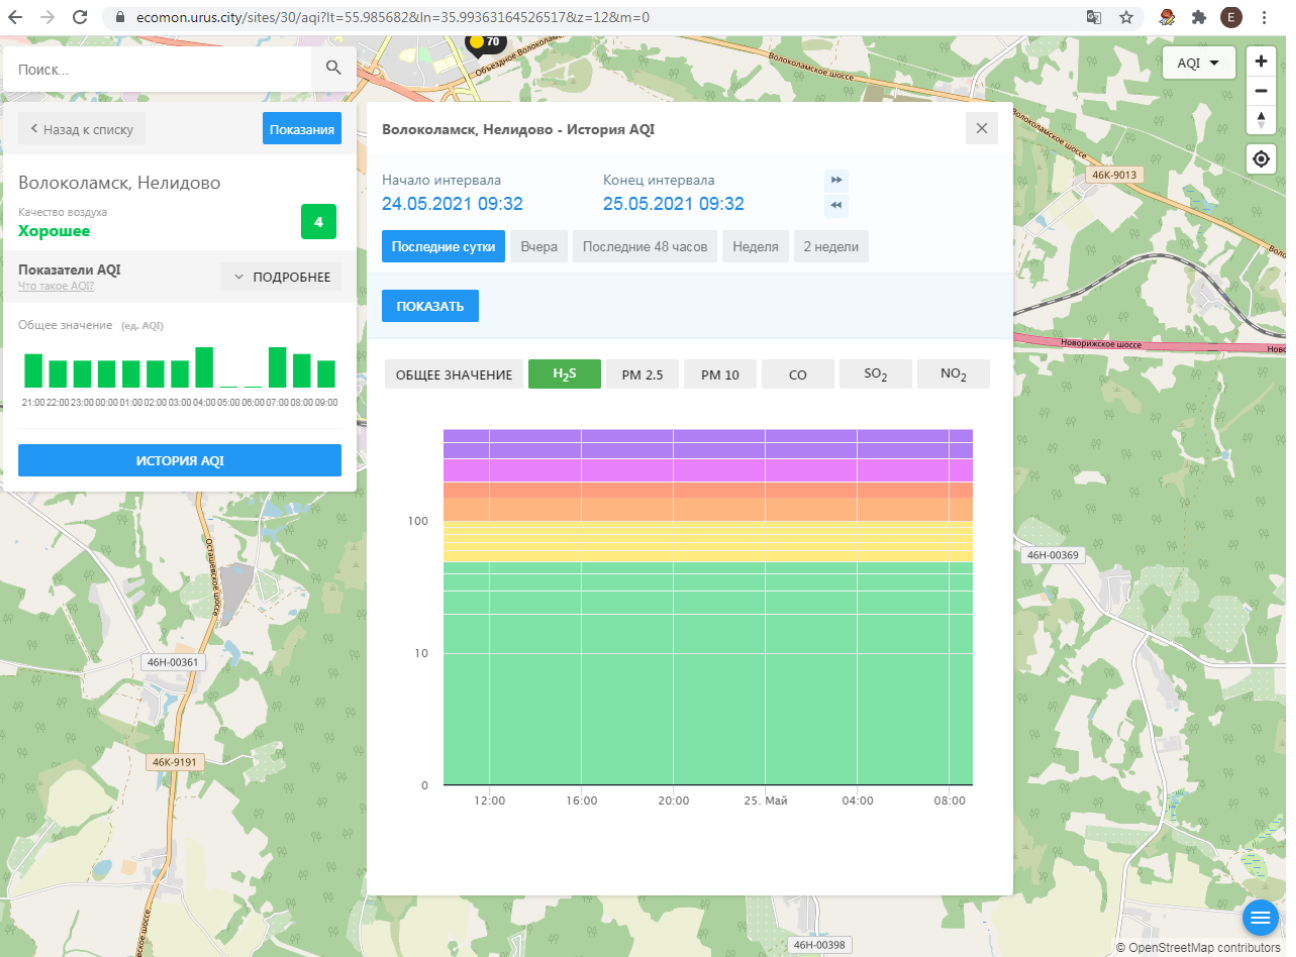 ecomon.urus.city/sites/30/aqi?lt=55.985682&ln=35.99363164526517&z=12&m=0
E
70
Объездное Волоколамск
Волоколамское шоссе
Поиск...
AQI
+
−
Назад к списку
Показания
Волоколамск, Нелидово - История AQI
Волоколамское шоссе
46К-9013
Волоколамск, Нелидово
Качество воздуха
Хорошее
4
Начало интервала
Конец интервала
24.05.2021 09:32
25.05.2021 09:32
Последние сутки
Вчера
Последние 48 часов
Неделя
2 недели
Показатели AQI
Что такое AQI?
ПОДРОБНЕЕ
ПОКАЗАТЬ
Общее значение (ед. AQI)
21:00 22:00 23:00 00:00 01:00 02:00 03:00 04:00 05:00 06:00 07:00 08:00 09:00
Новорижское шоссе
Ново
ОБЩЕЕ ЗНАЧЕНИЕ
H₂S
PM 2.5
PM 10
CO
SO₂
NO₂
ИСТОРИЯ AQI
100
10
0
12:00
16:00
20:00
25. Май
04:00
08:00
Осташевское шоссе
46Н-00369
46Н-00361
46К-9191
46Н-00398
© OpenStreetMap contributors